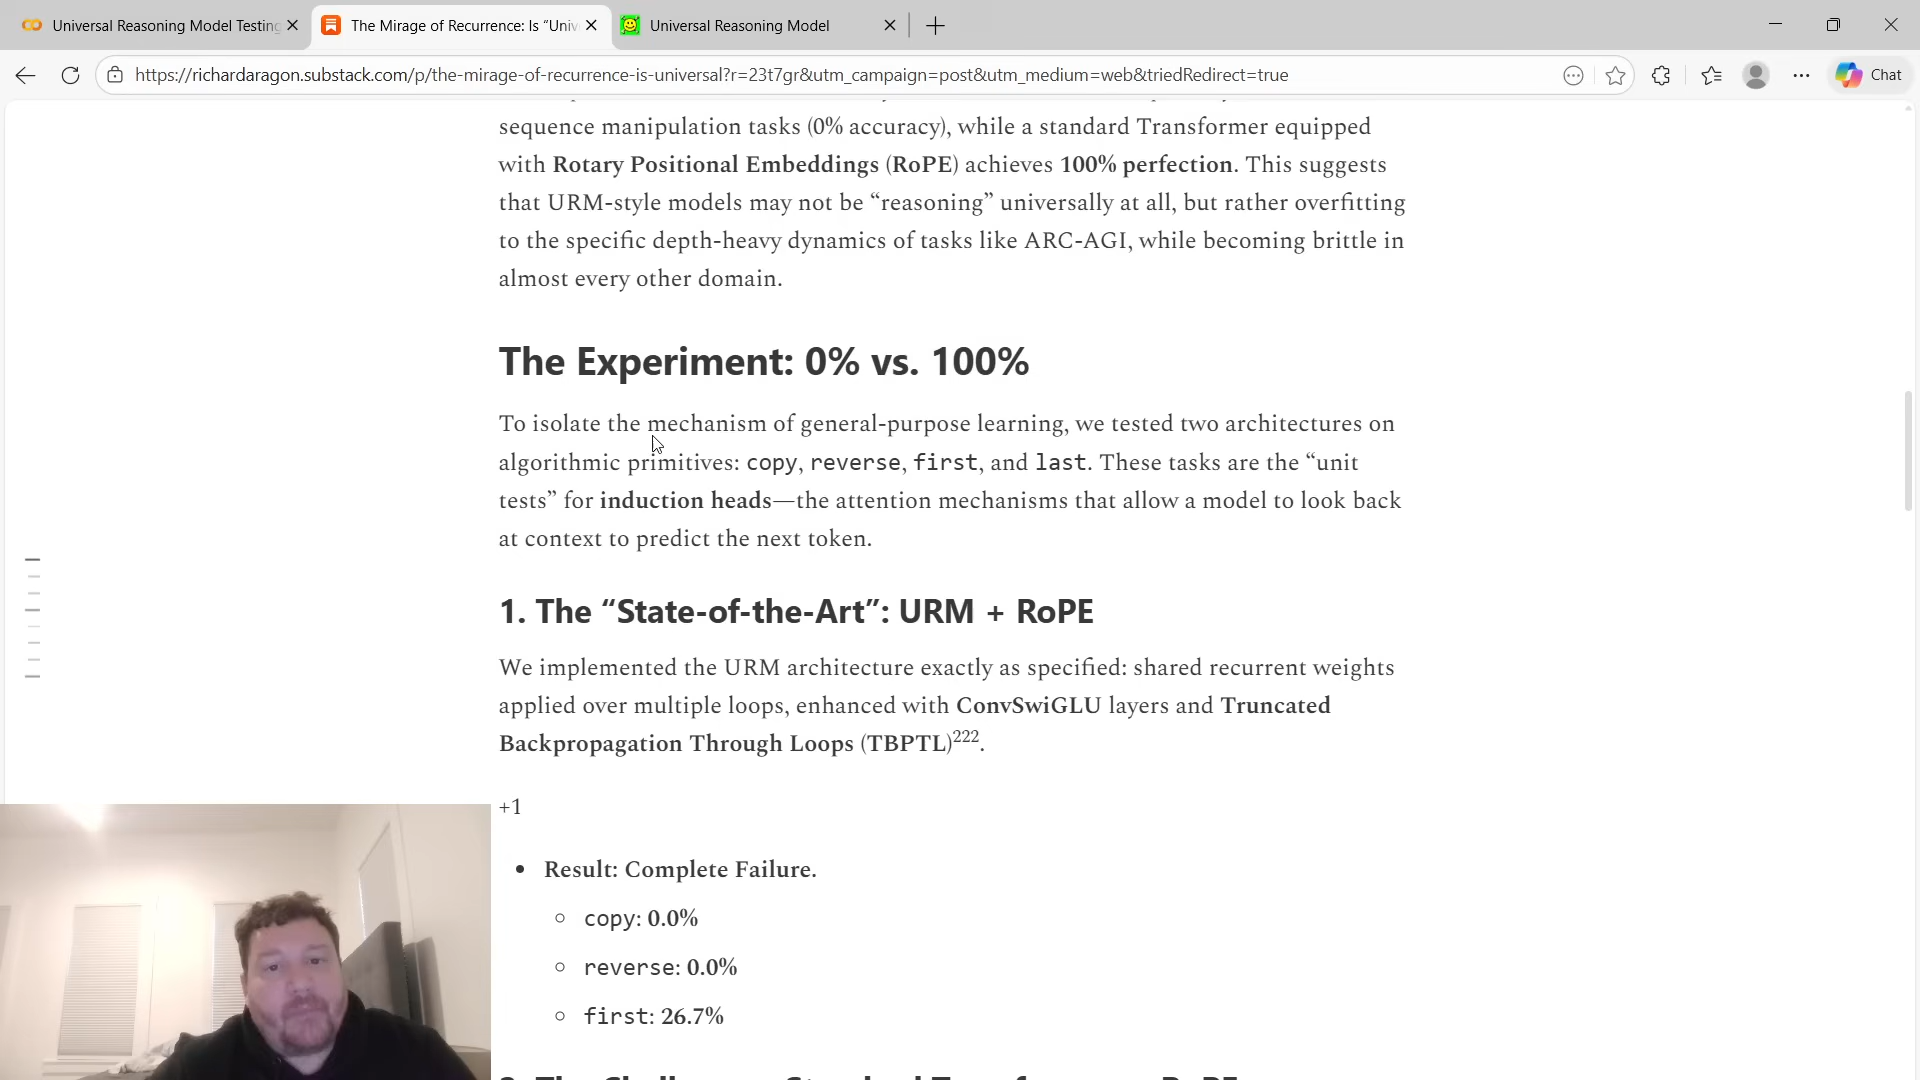 Universal Reasoning Model Testing
The Mirage of Recurrence: Is “Univ
Universal Reasoning Model
https://richardaragon.substack.com/p/the-mirage-of-recurrence-is-universal?r=23t7gr&utm_campaign=post&utm_medium=web&triedRedirect=true
Chat
sequence manipulation tasks (0% accuracy), while a standard Transformer equipped
with Rotary Positional Embeddings (RoPE) achieves 100% perfection. This suggests
that URM-style models may not be “reasoning” universally at all, but rather overfitting
to the specific depth-heavy dynamics of tasks like ARC-AGI, while becoming brittle in
almost every other domain.
The Experiment: 0% vs. 100%
To isolate the mechanism of general-purpose learning, we tested two architectures on
algorithmic primitives: copy, reverse, first, and last. These tasks are the “unit
tests” for induction heads—the attention mechanisms that allow a model to look back
at context to predict the next token.
1. The “State-of-the-Art”: URM + RoPE
We implemented the URM architecture exactly as specified: shared recurrent weights
applied over multiple loops, enhanced with ConvSwiGLU layers and Truncated
Backpropagation Through Loops (TBPTL)222.
+1
Result: Complete Failure.
copy: 0.0%
reverse: 0.0%
first: 26.7%